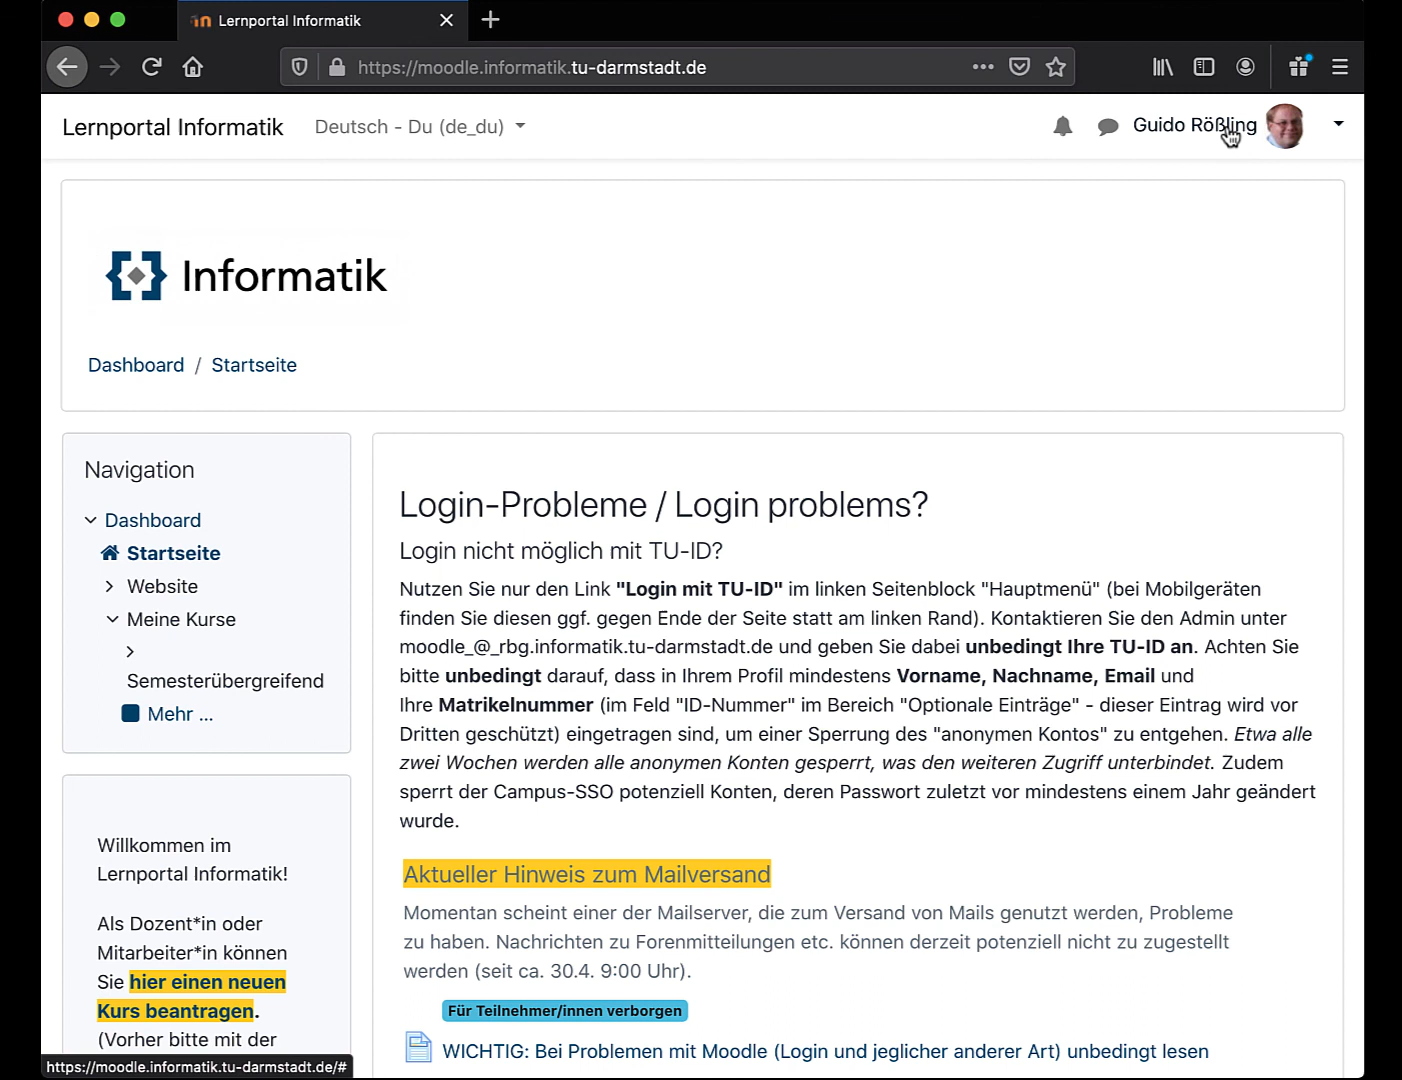 Lernportal Informatik
https://moodle.informatik.tu-darmstadt.de
Lernportal Informatik
Deutsch - Du (de_du)
Guido Rößling
Informatik
Dashboard / Startseite
Navigation
Dashboard
Startseite
Website
Meine Kurse
Semesterübergreifend
Mehr ...
Willkommen im
Lernportal Informatik!
Als Dozent*in oder
Mitarbeiter*in können
Sie hier einen neuen
Kurs beantragen.
(Vorher bitte mit der
Login-Probleme / Login problems?
Login nicht möglich mit TU-ID?
Nutzen Sie nur den Link "Login mit TU-ID" im linken Seitenblock "Hauptmenü" (bei Mobilgeräten
finden Sie diesen ggf. gegen Ende der Seite statt am linken Rand). Kontaktieren Sie den Admin unter
moodle_@_rbg.informatik.tu-darmstadt.de und geben Sie dabei unbedingt Ihre TU-ID an. Achten Sie
bitte unbedingt darauf, dass in Ihrem Profil mindestens Vorname, Nachname, Email und
Ihre Matrikelnummer (im Feld "ID-Nummer" im Bereich "Optionale Einträge" - dieser Eintrag wird vor
Dritten geschützt) eingetragen sind, um einer Sperrung des "anonymen Kontos" zu entgehen. Etwa alle
zwei Wochen werden alle anonymen Konten gesperrt, was den weiteren Zugriff unterbindet. Zudem
sperrt der Campus-SSO potenziell Konten, deren Passwort zuletzt vor mindestens einem Jahr geändert
wurde.
Aktueller Hinweis zum Mailversand
Momentan scheint einer der Mailserver, die zum Versand von Mails genutzt werden, Probleme
zu haben. Nachrichten zu Forenmitteilungen etc. können derzeit potenziell nicht zu zugestellt
werden (seit ca. 30.4. 9:00 Uhr).
Für Teilnehmer/innen verborgen
WICHTIG: Bei Problemen mit Moodle (Login und jeglicher anderer Art) unbedingt lesen
https://moodle.informatik.tu-darmstadt.de/#